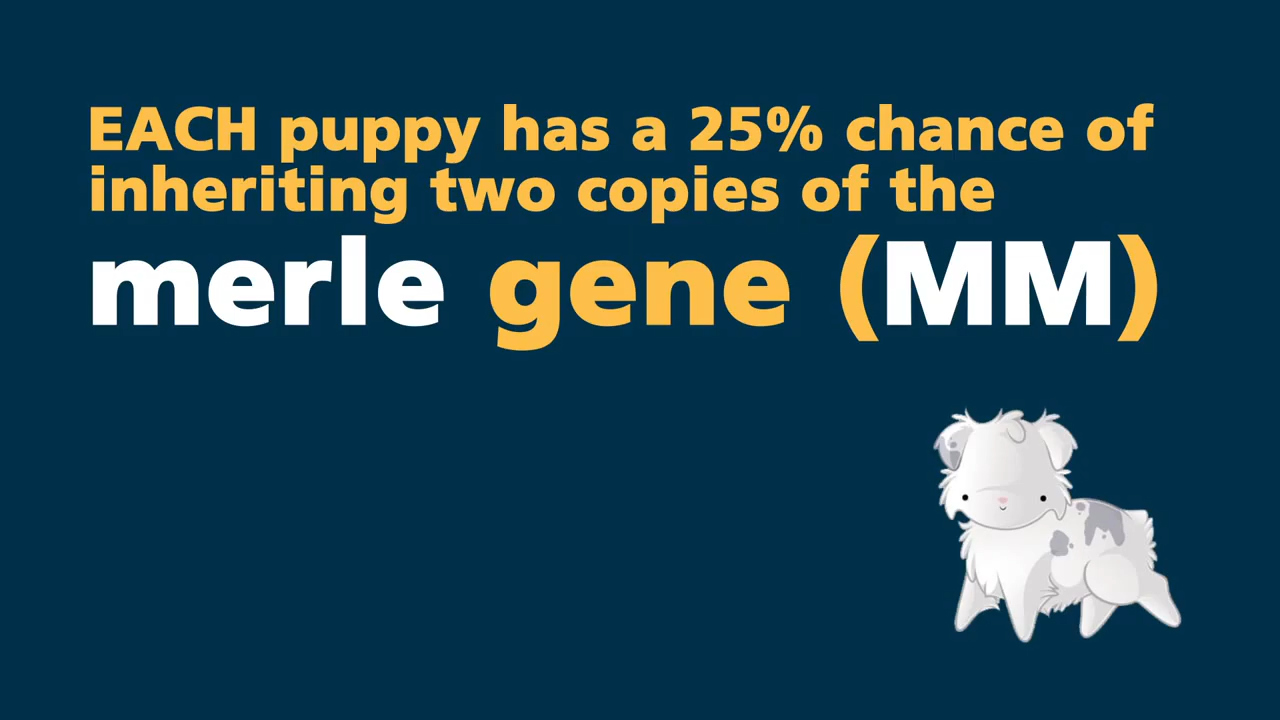 EACH puppy has a 25% chance of
inheriting two copies of the
merle gene (MM)